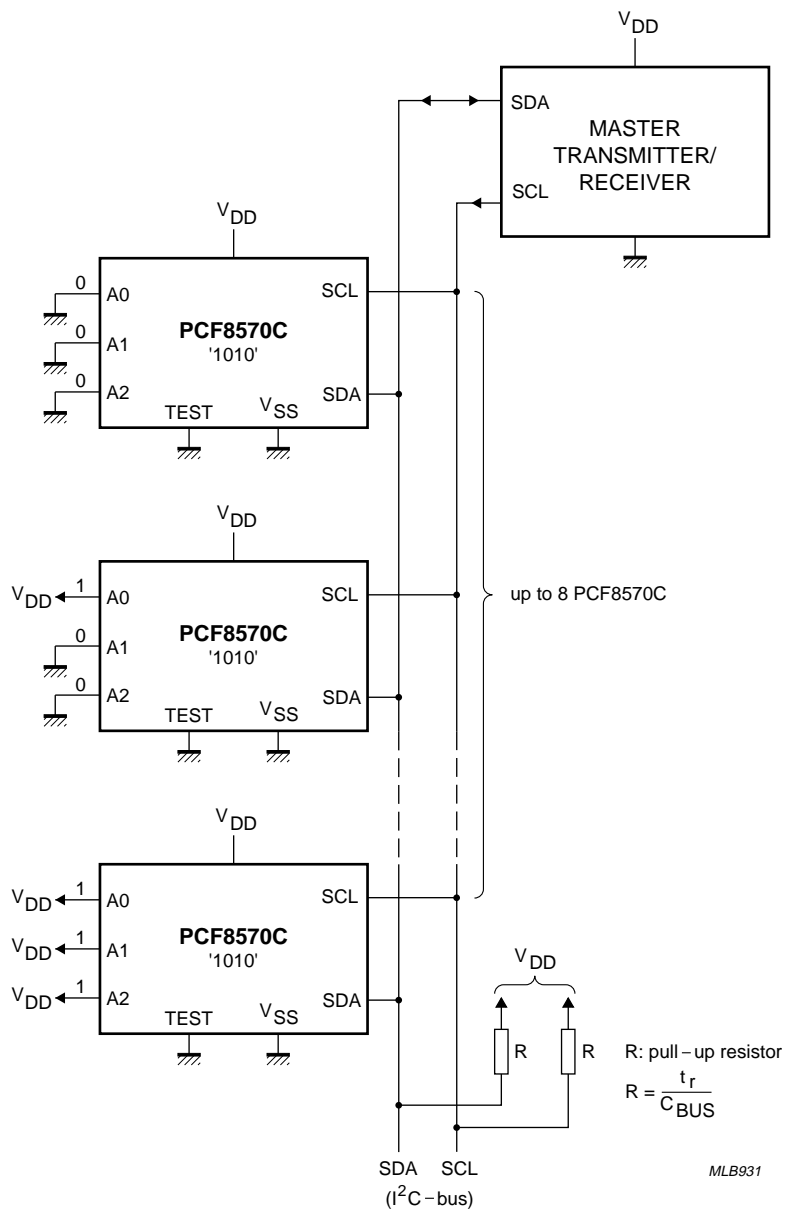 VDD
SDA
MASTER
TRANSMITTER/
RECEIVER
SCL
VDD
0
A0
SCL
0
A1
PCF8570C
'1010'
0
A2
SDA
TEST
VSS
VDD
VDD
1
A0
SCL
up to 8 PCF8570C
0
A1
PCF8570C
'1010'
0
A2
SDA
TEST
VSS
VDD
VDD
1
A0
SCL
VDD
1
A1
PCF8570C
'1010'
VDD
1
A2
SDA
TEST
VSS
VDD
R
R
R: pull-up resistor
R = tr
CBUS
SDA
SCL
(I²C-bus)
MLB931